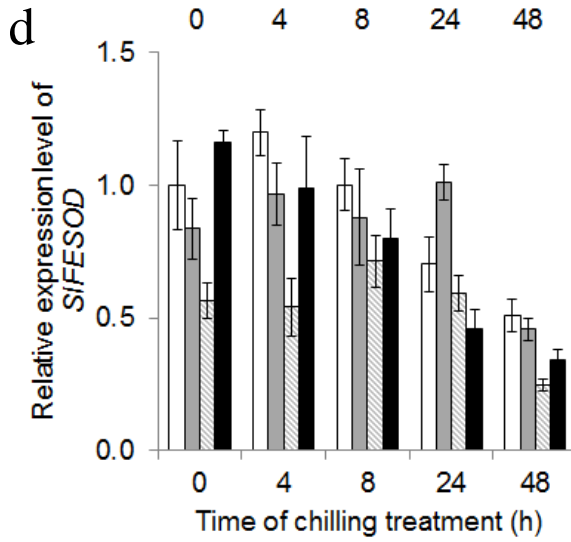 d
0 4 8 24 48
1.5
1.0
0.5
0.0
Relative expression level of
SlFESOD
0 4 8 24 48
Time of chilling treatment (h)